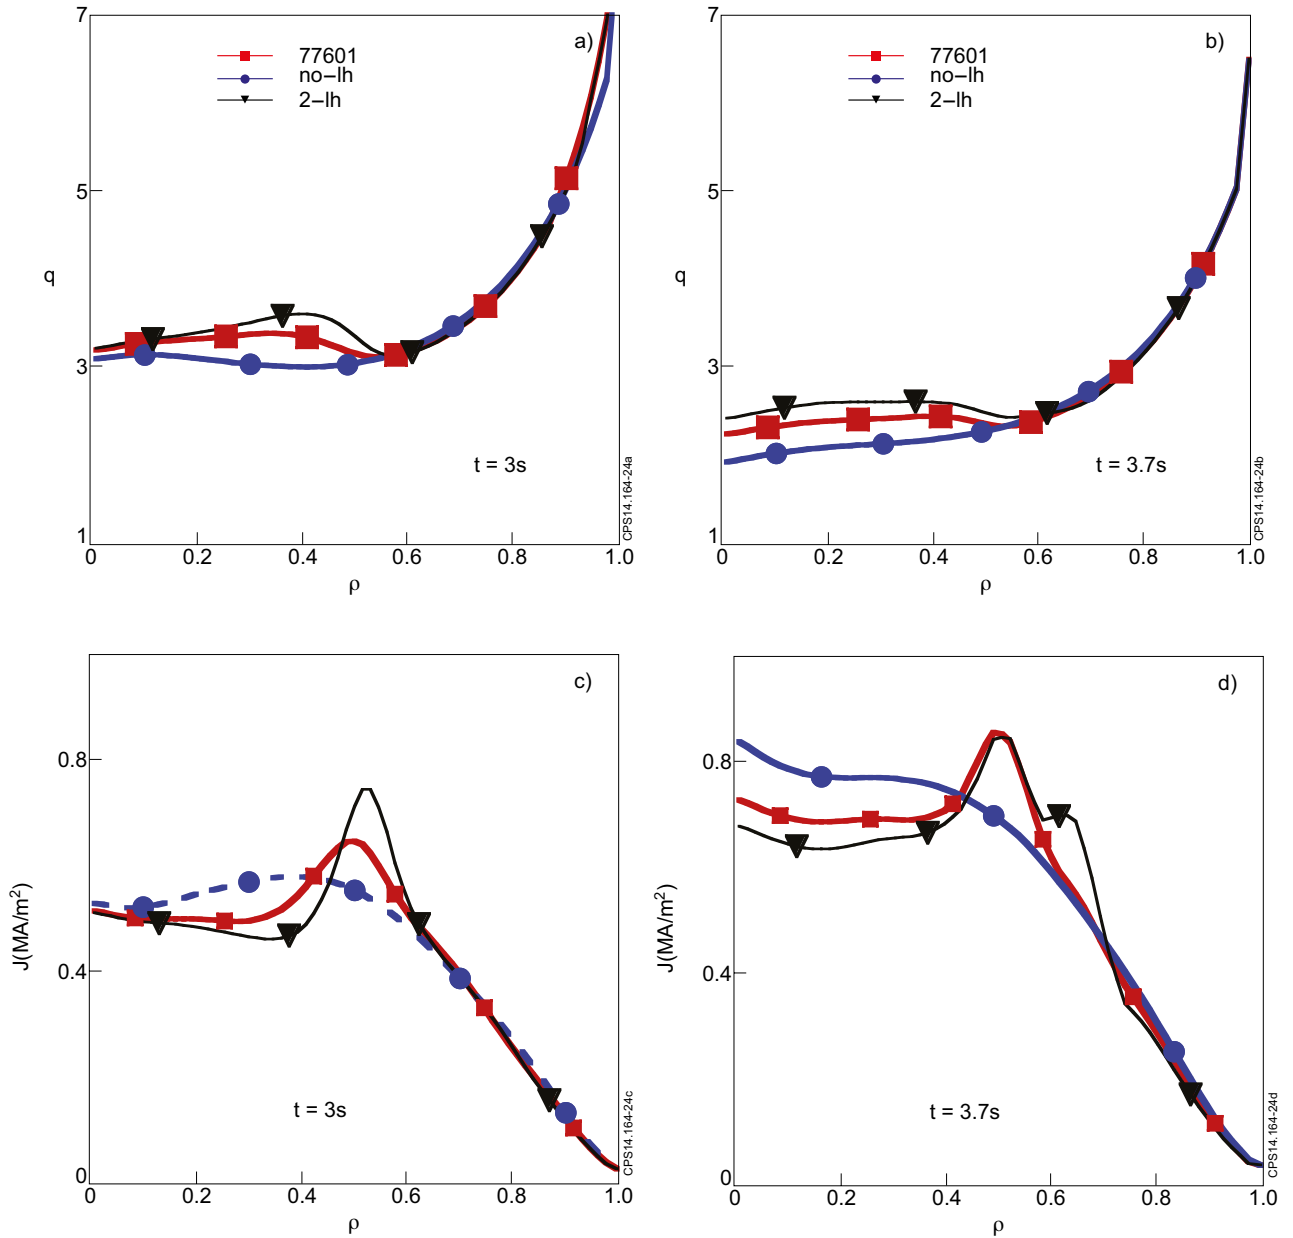 7
a)
77601
no–lh
2–lh
5
q
3
t = 3s
1
0 0.2 0.4 0.6 0.8 1.0
ρ
CPS14.164-24a
7
b)
77601
no–lh
2–lh
5
q
3
t = 3.7s
1
0 0.2 0.4 0.6 0.8 1.0
ρ
CPS14.164-24b
c)
0.8
J(MA/m²)
0.4
t = 3s
0
0 0.2 0.4 0.6 0.8 1.0
ρ
CPS14.164-24c
d)
0.8
J(MA/m²)
0.4
t = 3.7s
0
0 0.2 0.4 0.6 0.8 1.0
ρ
CPS14.164-24d